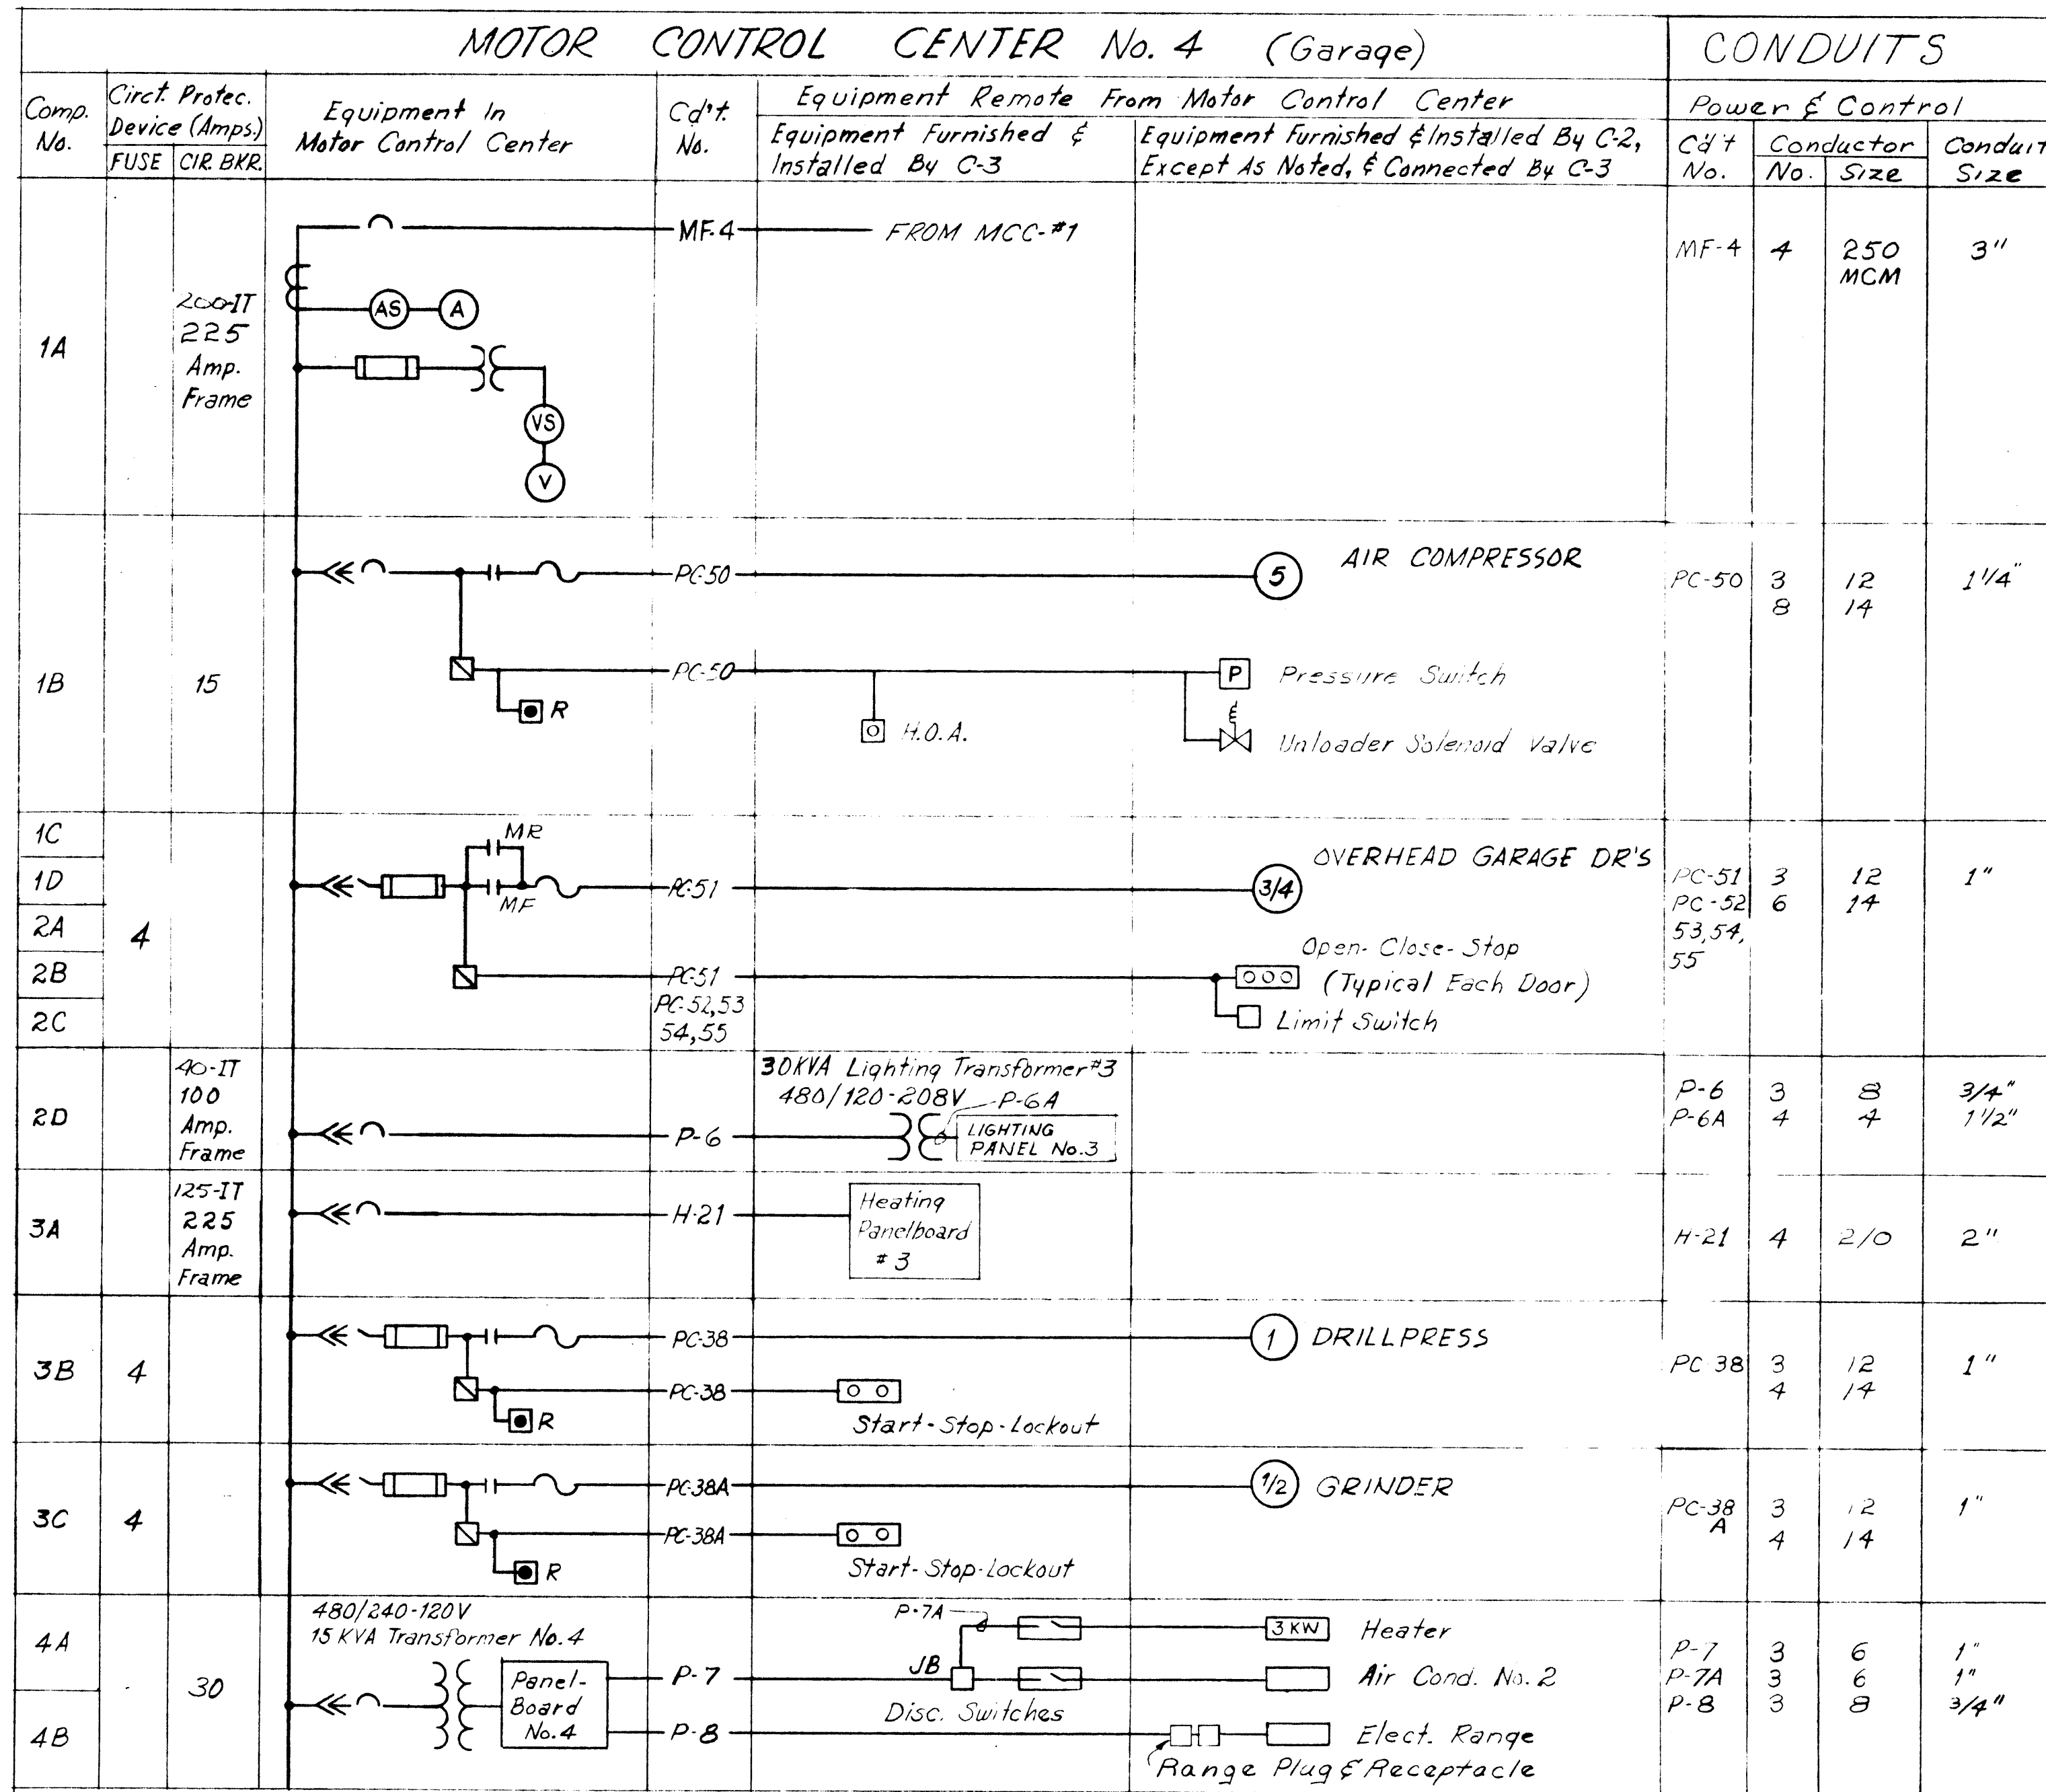 MOTOR CONTROL CENTER No. 4 (Garage)
CONDUITS
Comp. No.
Circt. Protec. Device (Amps.)
FUSE
CIR. BKR.
Equipment In Motor Control Center
Cd't. No.
Equipment Remote From Motor Control Center
Equipment Furnished & Installed By C-3
Equipment Furnished & Installed By C-2, Except As Noted, & Connected By C-3
Power & Control
C'd't No.
Conductor
No.
Size
Conduit Size
1A
200-IT
225
Amp.
Frame
MF-4
FROM MCC-#1
AS
A
VS
V
MF-4 4 250 3"
MCM
1B
15
PC-50
5
AIR COMPRESSOR
PC-50
P
Pressure Switch
R
H.O.A.
Unloader Solenoid Valve
PC-50 3 12 1 1/4"
8 14
1C
1D
2A
2B
2C
4
MR
MF
PC-51
3/4
OVERHEAD GARAGE DR'S
Open-Close-Stop
PC-51
(Typical Each Door)
PC-52,53
54,55
Limit Switch
PC-51 3 12 1"
PC-52 6 14
53,54,
55
2D
40-IT
100
Amp.
Frame
P-6
30KVA Lighting Transformer #3
480/120-208V
P-6A
LIGHTING
PANEL No.3
P-6 3 8 3/4"
P-6A 4 4 1 1/2"
3A
125-IT
225
Amp.
Frame
H-21
Heating
Panelboard
#3
H-21 4 2/0 2"
3B
4
PC-38
1
DRILLPRESS
PC-38
R
Start-Stop-Lockout
PC 38 3 12 1"
4 14
3C
4
PC-38A
1/2
GRINDER
PC-38A
R
Start-Stop-Lockout
PC-38 3 12 1"
A 4 14
4A
4B
30
480/240-120V
15 KVA Transformer No. 4
Panel-
Board
No.4
P-7A
3 KW
Heater
P-7
JB
Air Cond. No. 2
Disc. Switches
P-8
Elect. Range
Range Plug & Receptacle
P-7 3 6 1"
P-7A 3 6 1"
P-8 3 8 3/4"